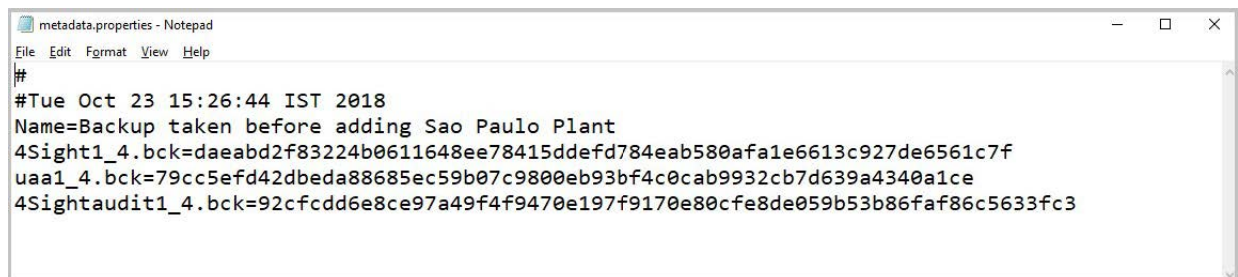 metadata.properties - Notepad
File Edit Format View Help
#
#Tue Oct 23 15:26:44 IST 2018
Name=Backup taken before adding Sao Paulo Plant
4Sight1_4.bck=daeabd2f83224b0611648ee78415ddefd784eab580afa1e6613c927de6561c7f
uaa1_4.bck=79cc5efd42dbeda88685ec59b07c9800eb93bf4c0cab9932cb7d639a4340a1ce
4Sightaudit1_4.bck=92cfcdd6e8ce97a49f4f9470e197f9170e80cfe8de059b53b86faf86c5633fc3